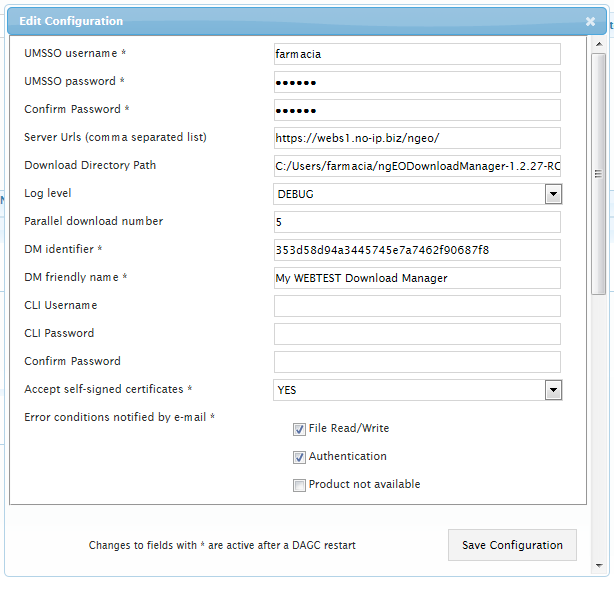 Edit Configuration
UMSSO username * farmacia
UMSSO password * ••••••
Confirm Password * ••••••
Server Urls (comma separated list) https://webs1.no-ip.biz/ngeo/
Download Directory Path C:/Users/farmacia/ngEODownloadManager-1.2.27-RC
Log level DEBUG
Parallel download number 5
DM identifier * 353d58d94a3445745e7a7462f90687f8
DM friendly name * My WEBTEST Download Manager
CLI Username
CLI Password
Confirm Password
Accept self-signed certificates * YES
Error conditions notified by e-mail *
File Read/Write
Authentication
Product not available
Changes to fields with * are active after a DAGC restart Save Configuration